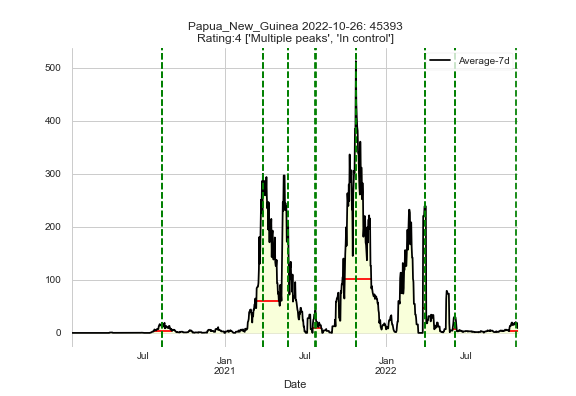 Papua_New_Guinea 2022-10-26: 45393
Rating:4 ['Multiple peaks', 'In control']
Average-7d
500
400
300
200
100
0
Jul
Jan
2021
Jul
Jan
2022
Jul
Date